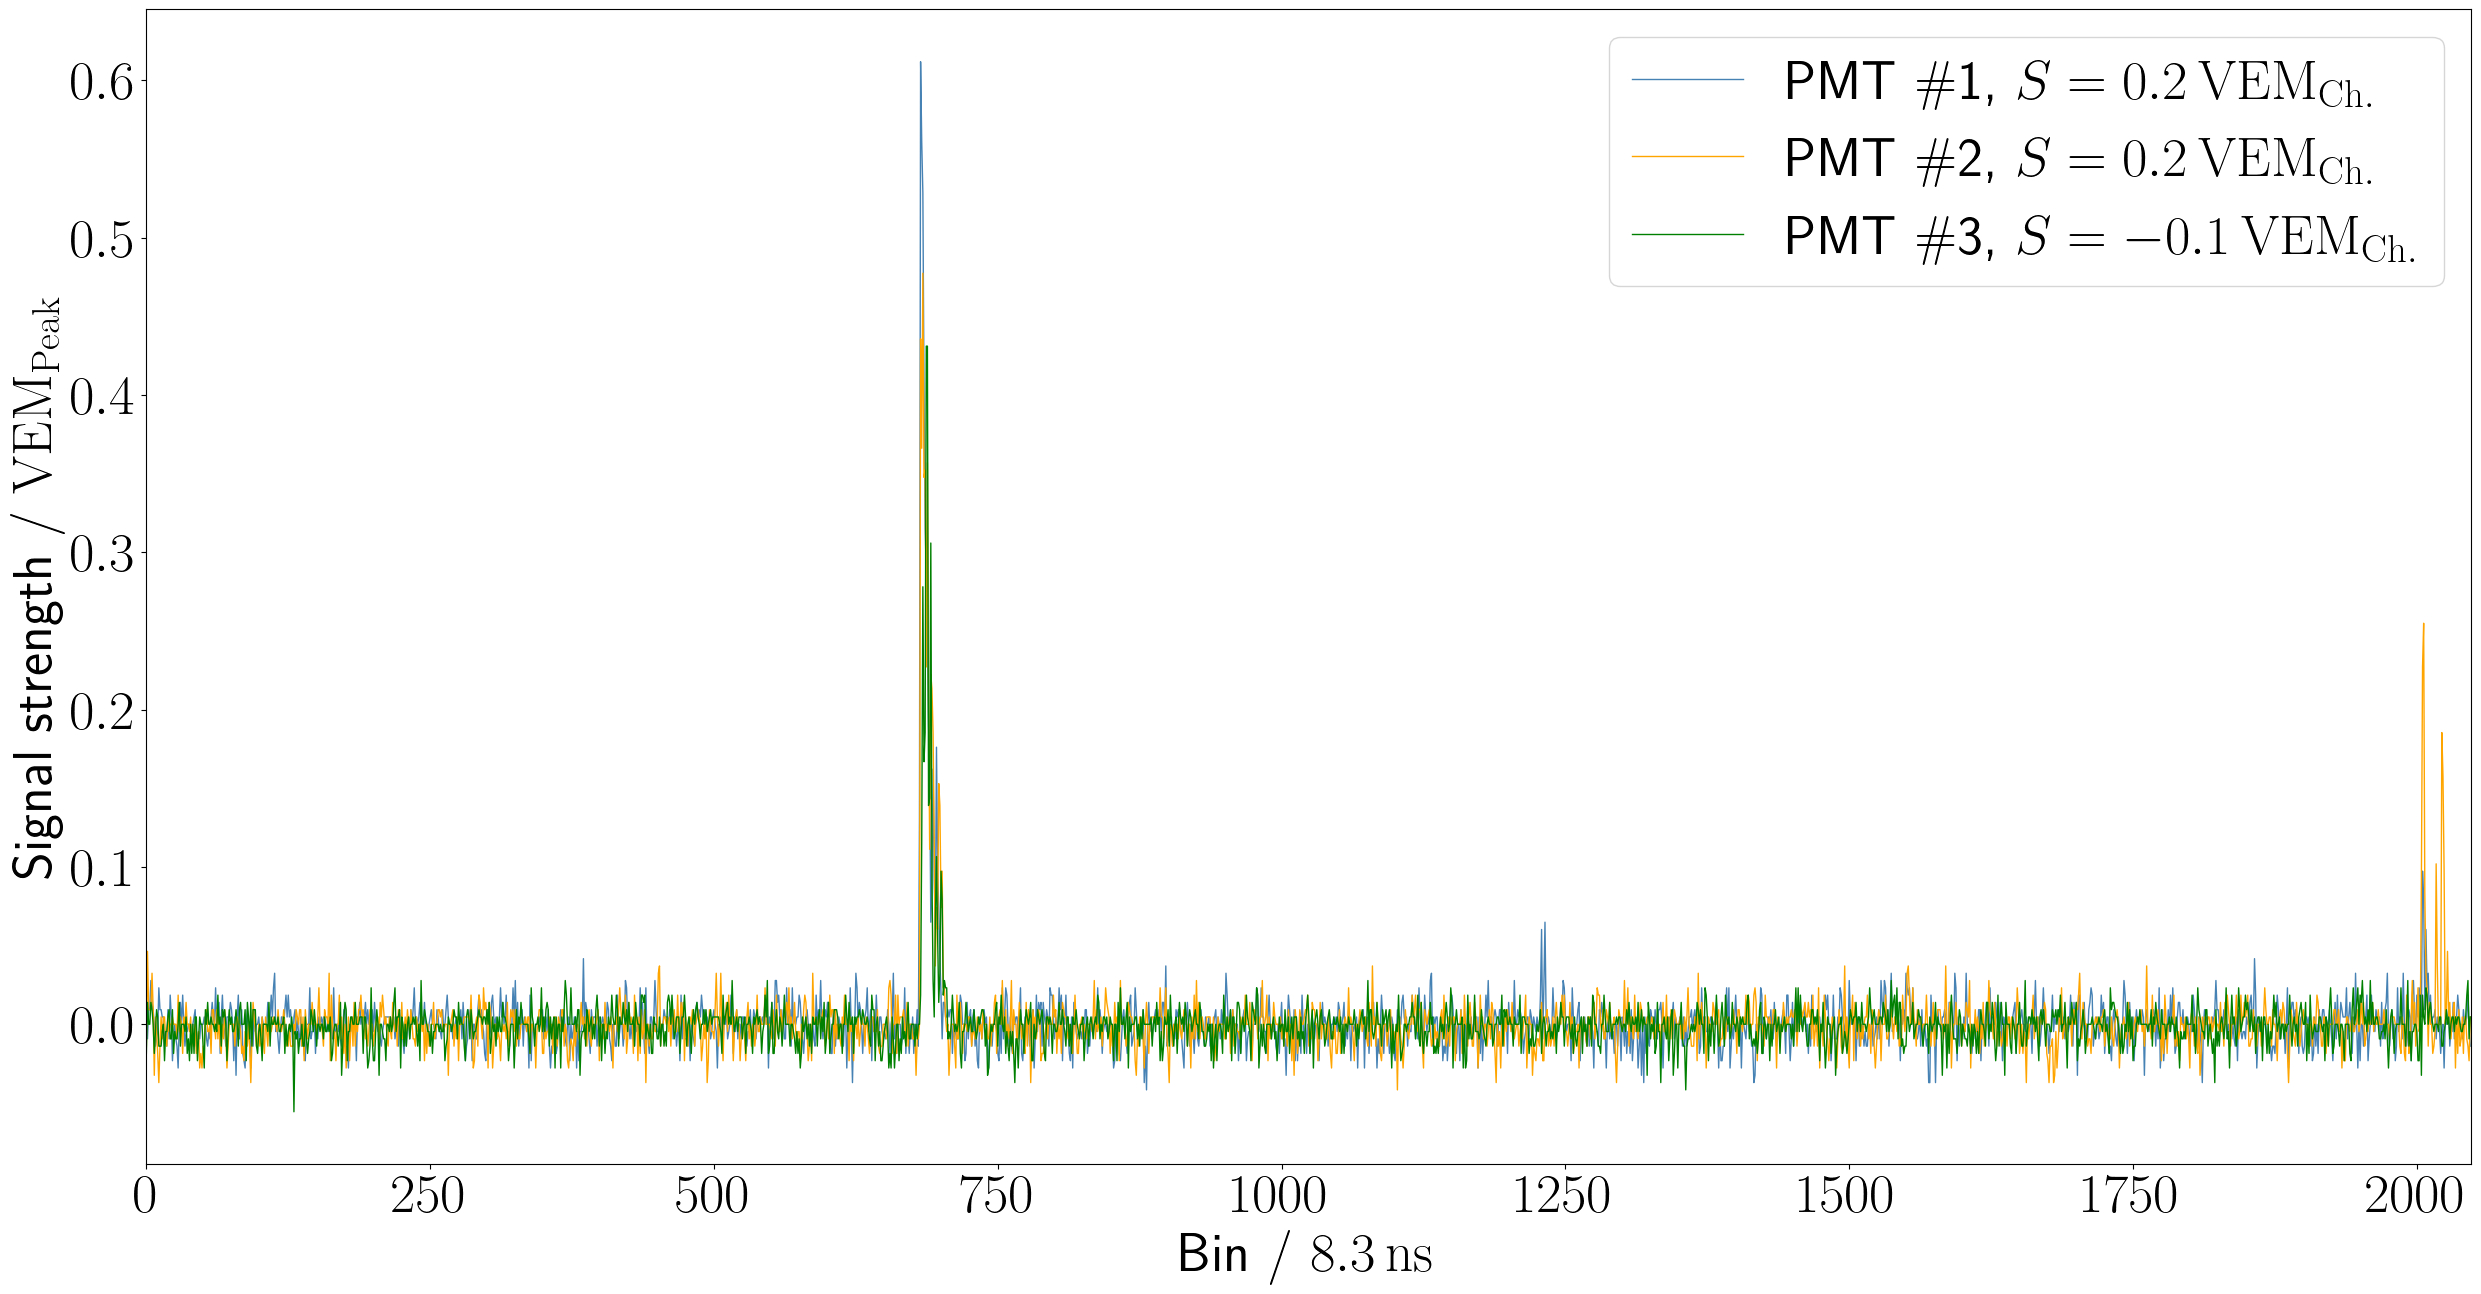 Signal strength / VEM_Peak
0.6
0.5
0.4
0.3
0.2
0.1
0.0
PMT #1, S = 0.2 VEM_Ch.
PMT #2, S = 0.2 VEM_Ch.
PMT #3, S = −0.1 VEM_Ch.
0 250 500 750 1000 1250 1500 1750 2000
Bin / 8.3 ns